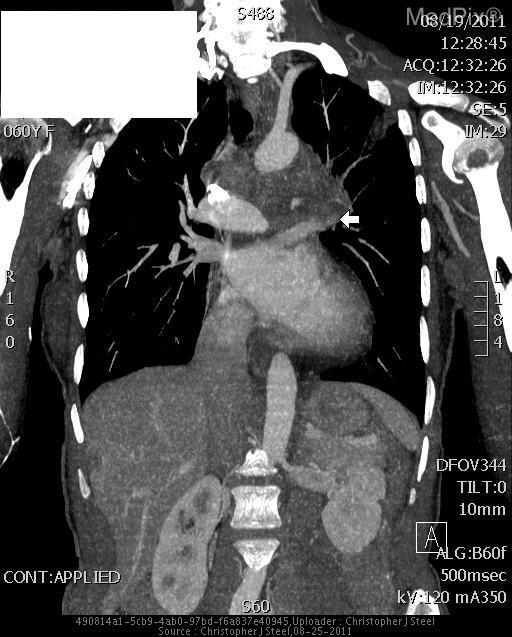 S488
MedPix®
08/19/2011
12:28:45
ACQ:12:32:26
IM:12:32:26
SE:5
IM:29
060Y F
R
1
6
0
L
1
8
4
DFOV344
TILT:0
10mm
A
ALG:B60f
500msec
kV:120 mA350
CONT:APPLIED
S60
490814a1-5cb9-4ab0-97bd-f6a837e40945,Uploader : Christopher J Steel
Source : Christopher J Steel,08-25-2011